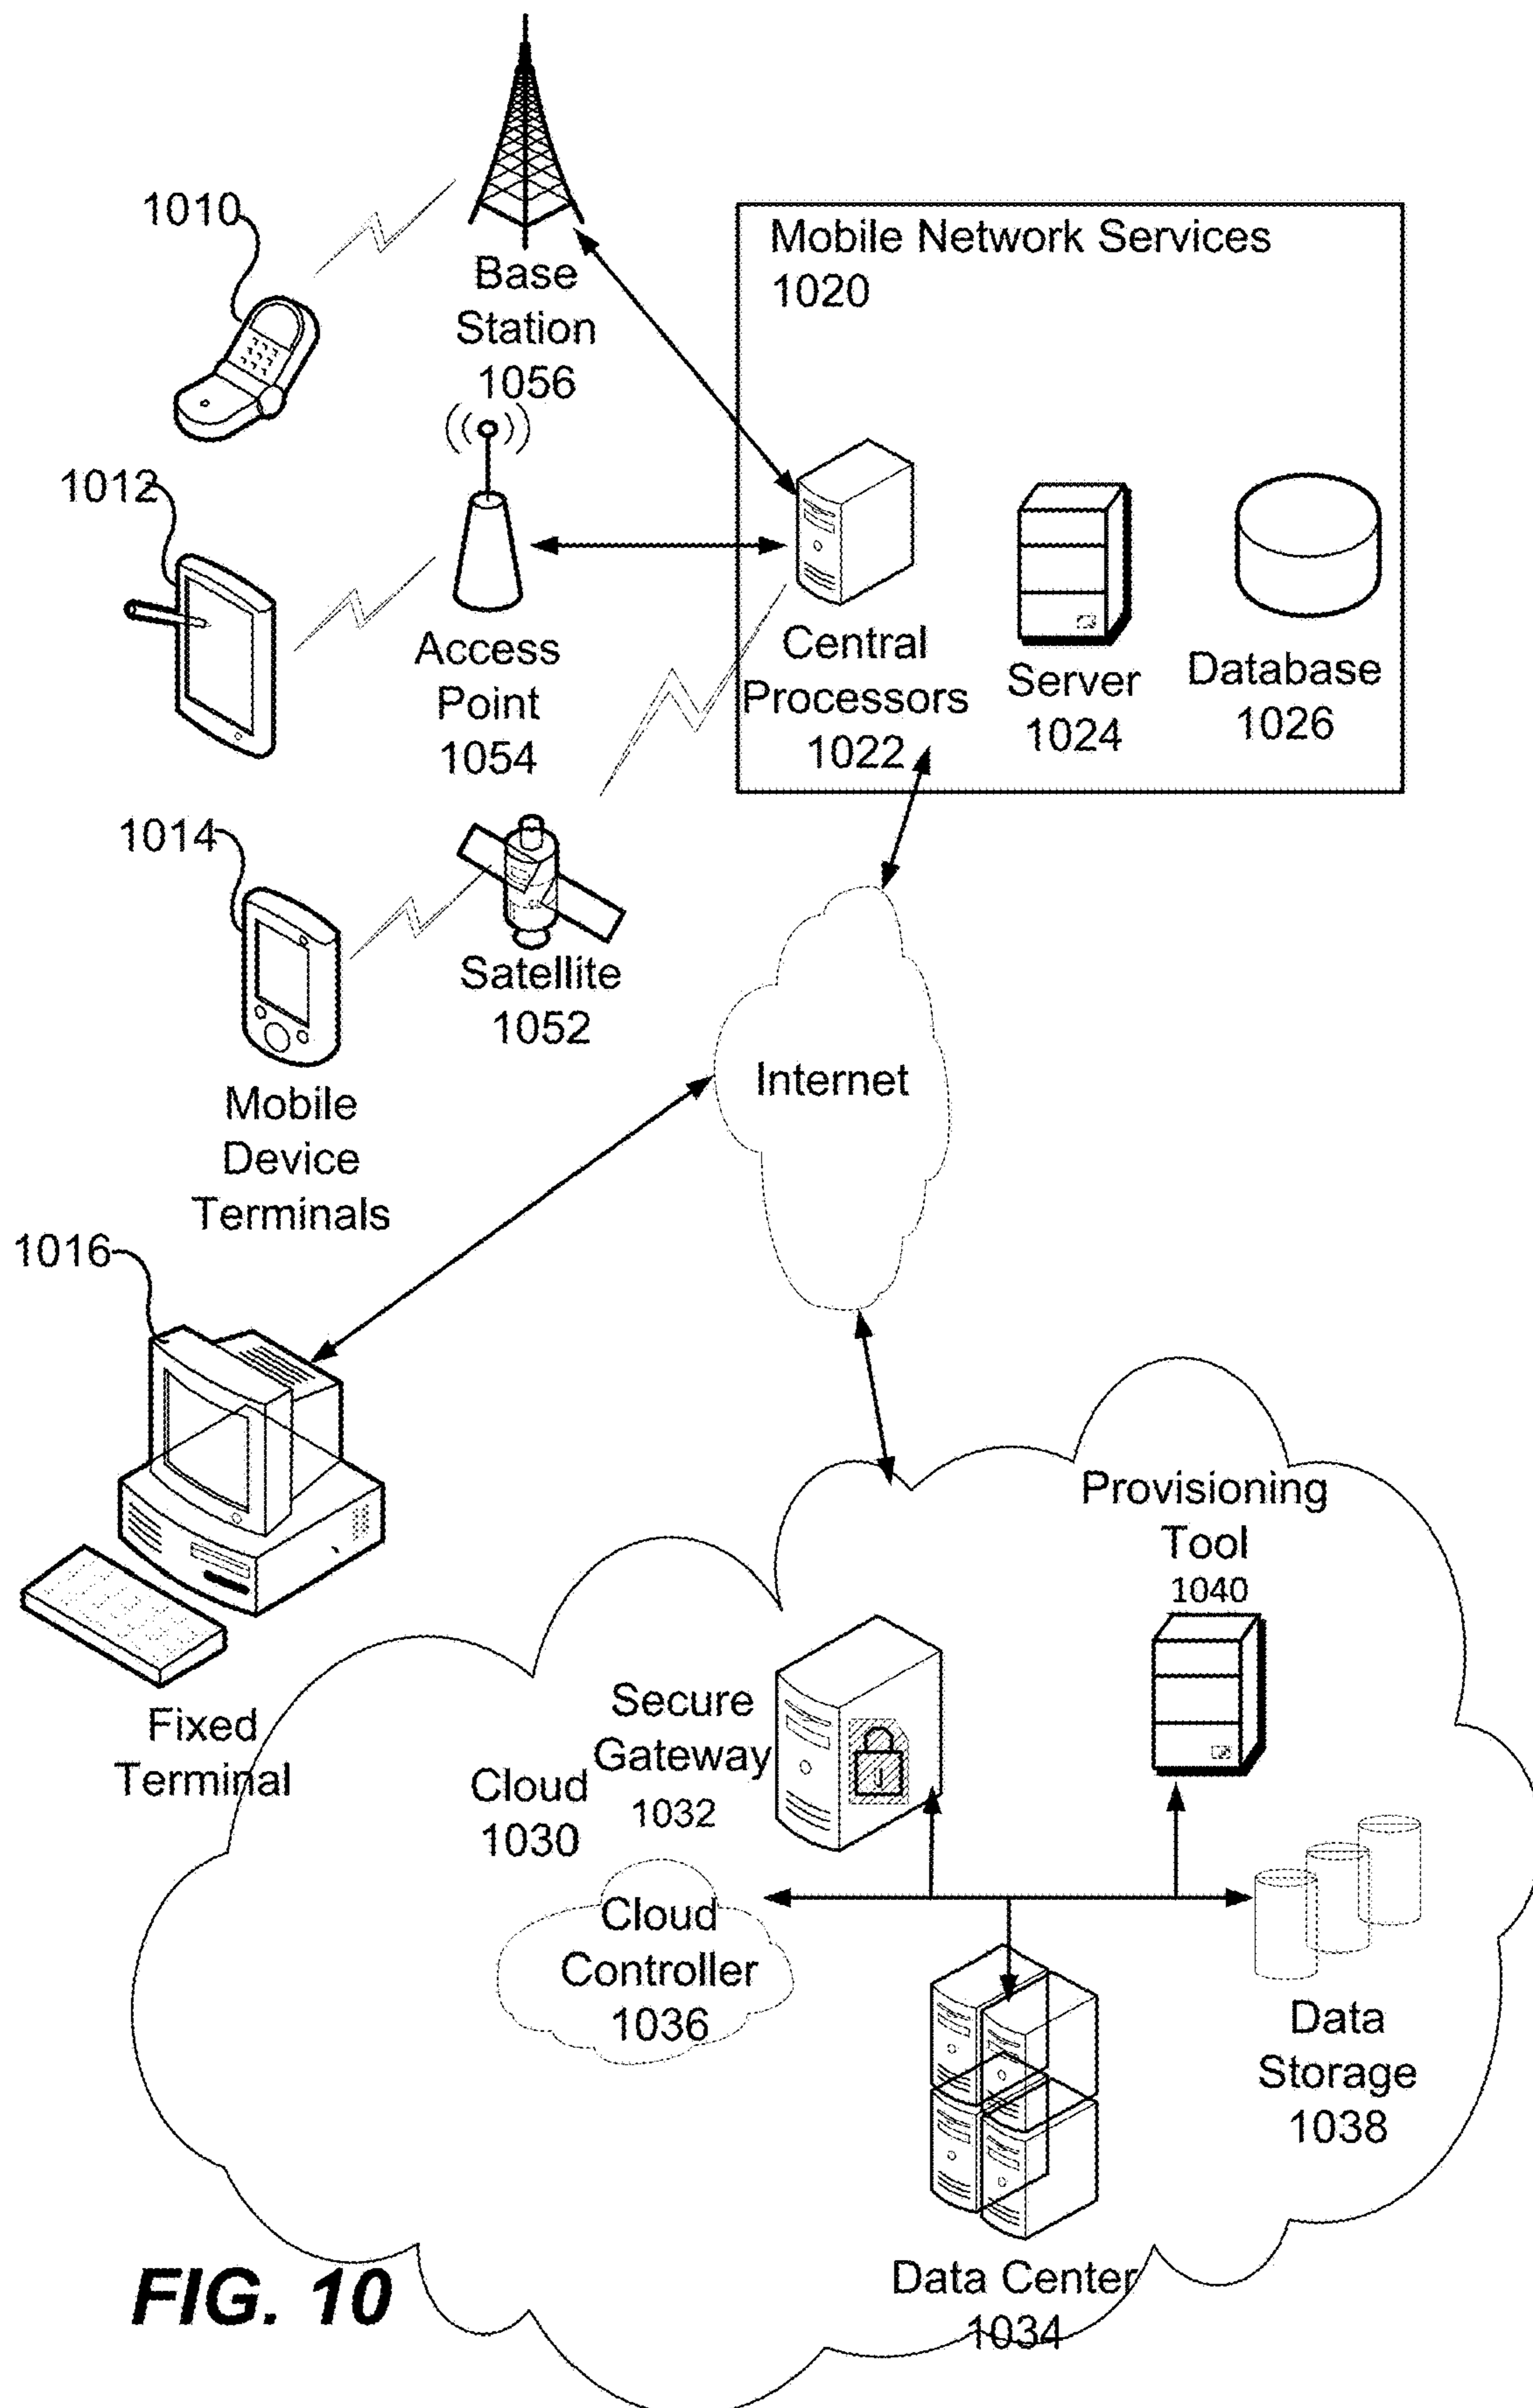 1010
Base
Station
1056
Mobile Network Services
1020
1012
Access
Point
1054
Central
Processors
1022
Server
1024
Database
1026
1014
Satellite
1052
Mobile
Device
Terminals
Internet
1016
Fixed
Terminal
Provisioning
Tool
1040
Secure
Gateway
1032
Cloud
1030
Cloud
Controller
1036
Data
Storage
1038
Data Center
1034
FIG. 10